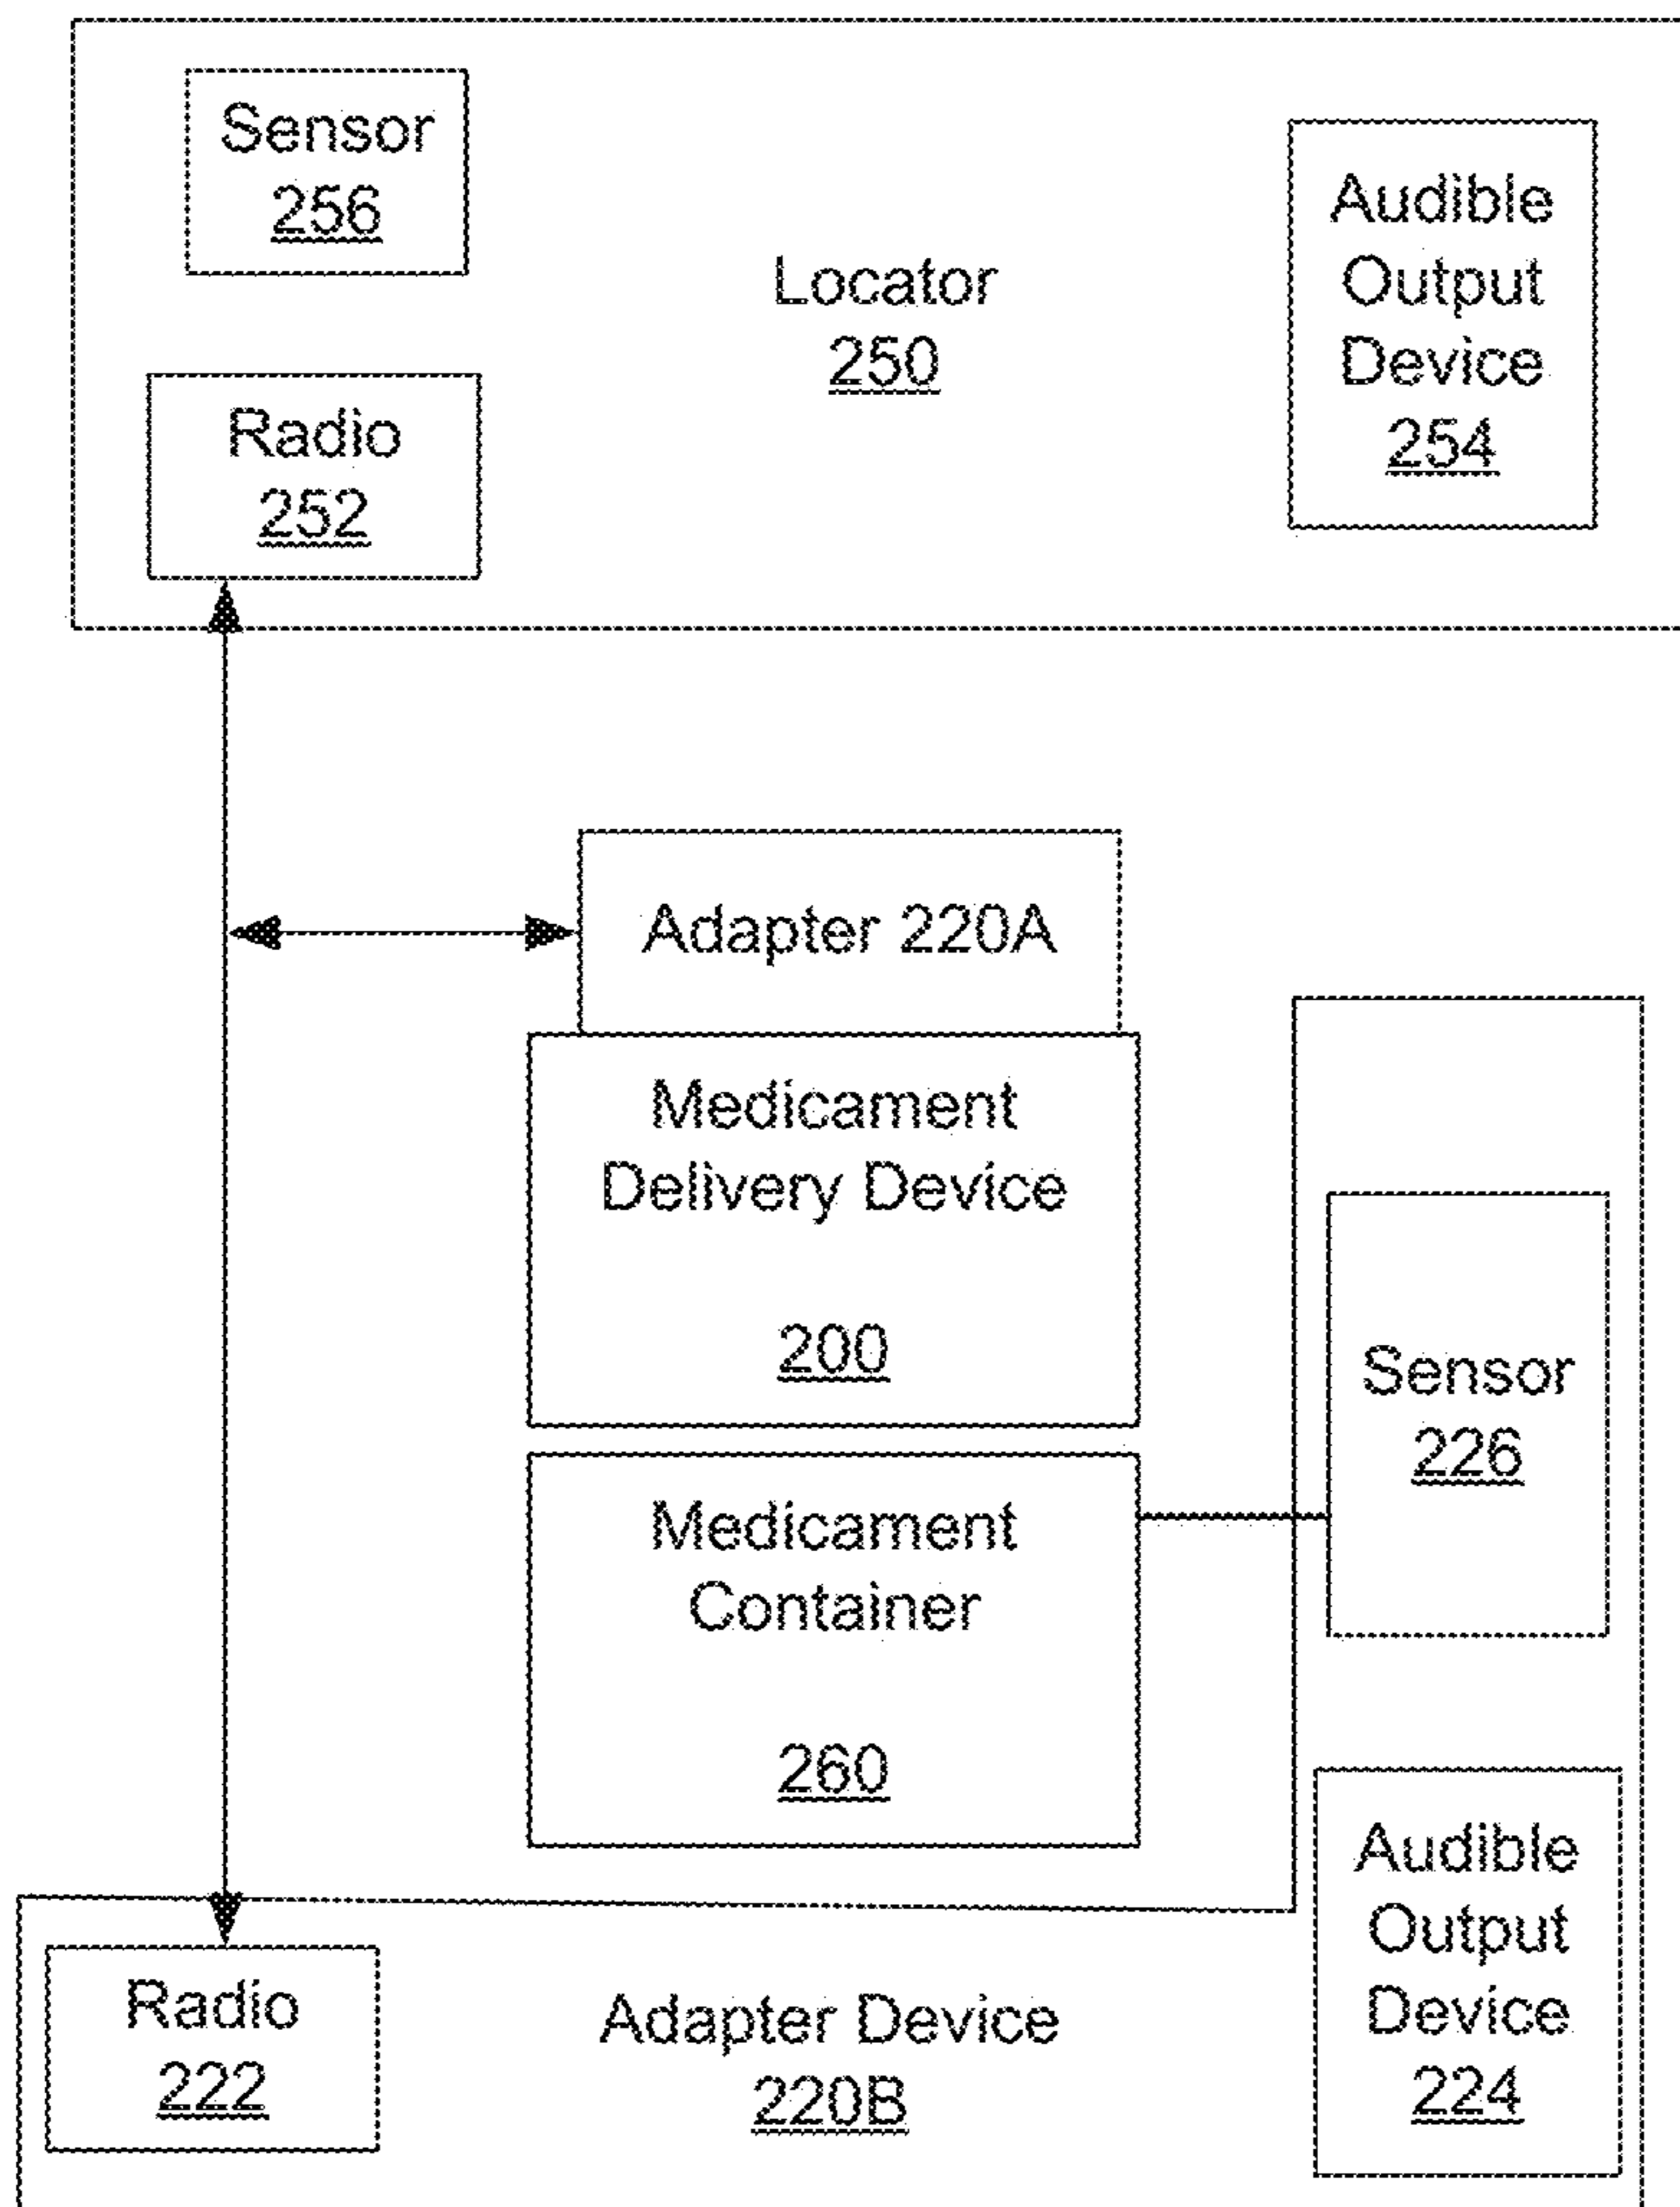 Sensor
256
Locator
250
Audible
Output
Device
254
Radio
252
Adapter 220A
Medicament
Delivery Device
200
Sensor
226
Medicament
Container
260
Audible
Output
Device
224
Radio
222
Adapter Device
220B